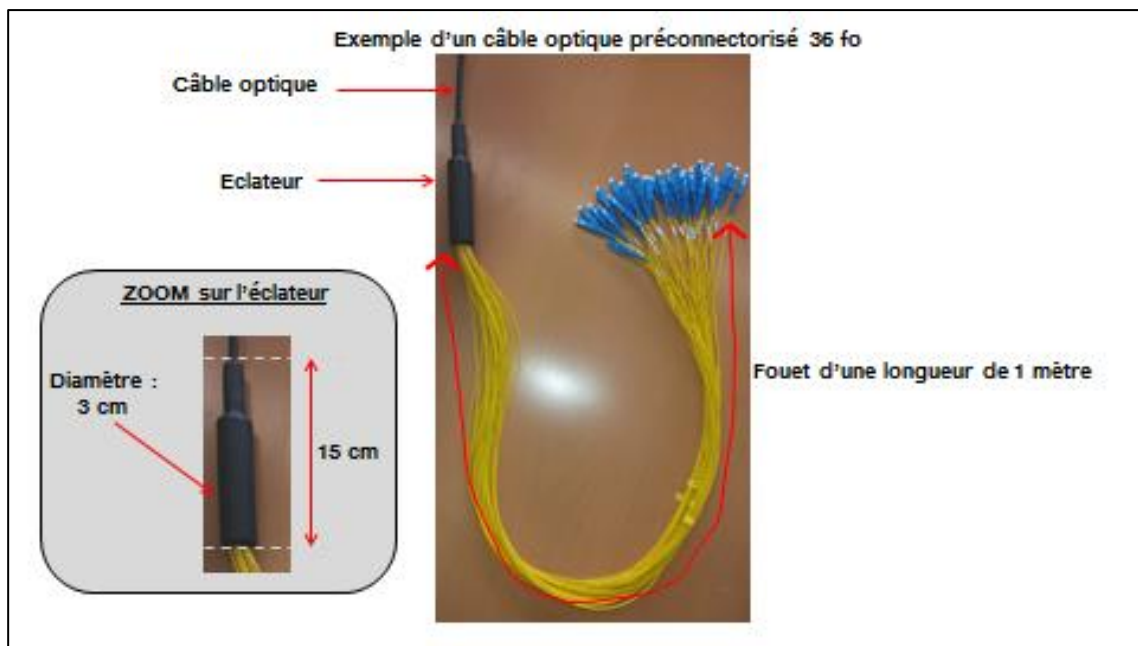 Exemple d'un câble optique préconnectorisé 36 fo
Câble optique
Eclateur
ZOOM sur l'éclateur
Diamètre :
3 cm
15 cm
Fouet d'une longueur de 1 mètre